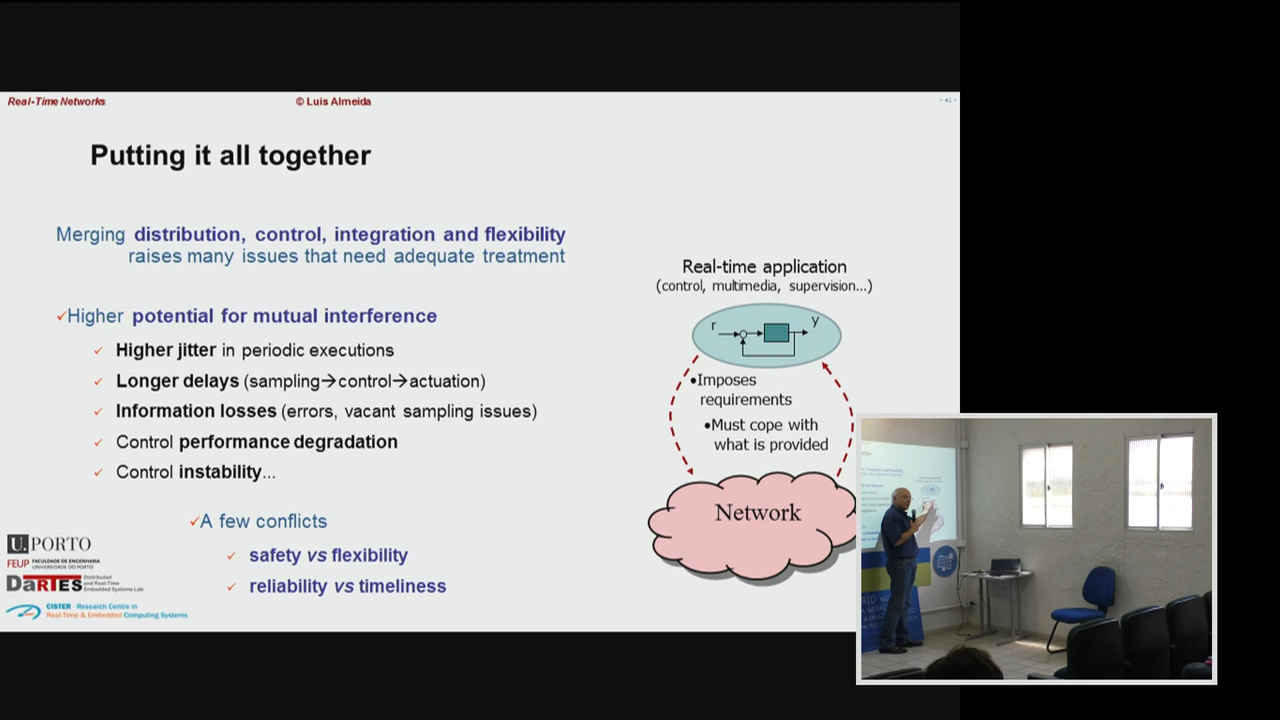 Real-Time Networks
© Luis Almeida
41
Putting it all together
Merging distribution, control, integration and flexibility
raises many issues that need adequate treatment
✓Higher potential for mutual interference
✓ Higher jitter in periodic executions
✓ Longer delays (sampling→control→actuation)
✓ Information losses (errors, vacant sampling issues)
✓ Control performance degradation
✓ Control instability...
✓A few conflicts
✓ safety vs flexibility
✓ reliability vs timeliness
Real-time application
(control, multimedia, supervision...)
r
y
•Imposes
requirements
•Must cope with
what is provided
Network
U.PORTO
FEUP FACULDADE DE ENGENHARIA
UNIVERSIDADE DO PORTO
DaRTES Distributed
and Real-Time
Embedded Systems Lab
CISTER - Research Centre in
Real-Time & Embedded Computing Systems